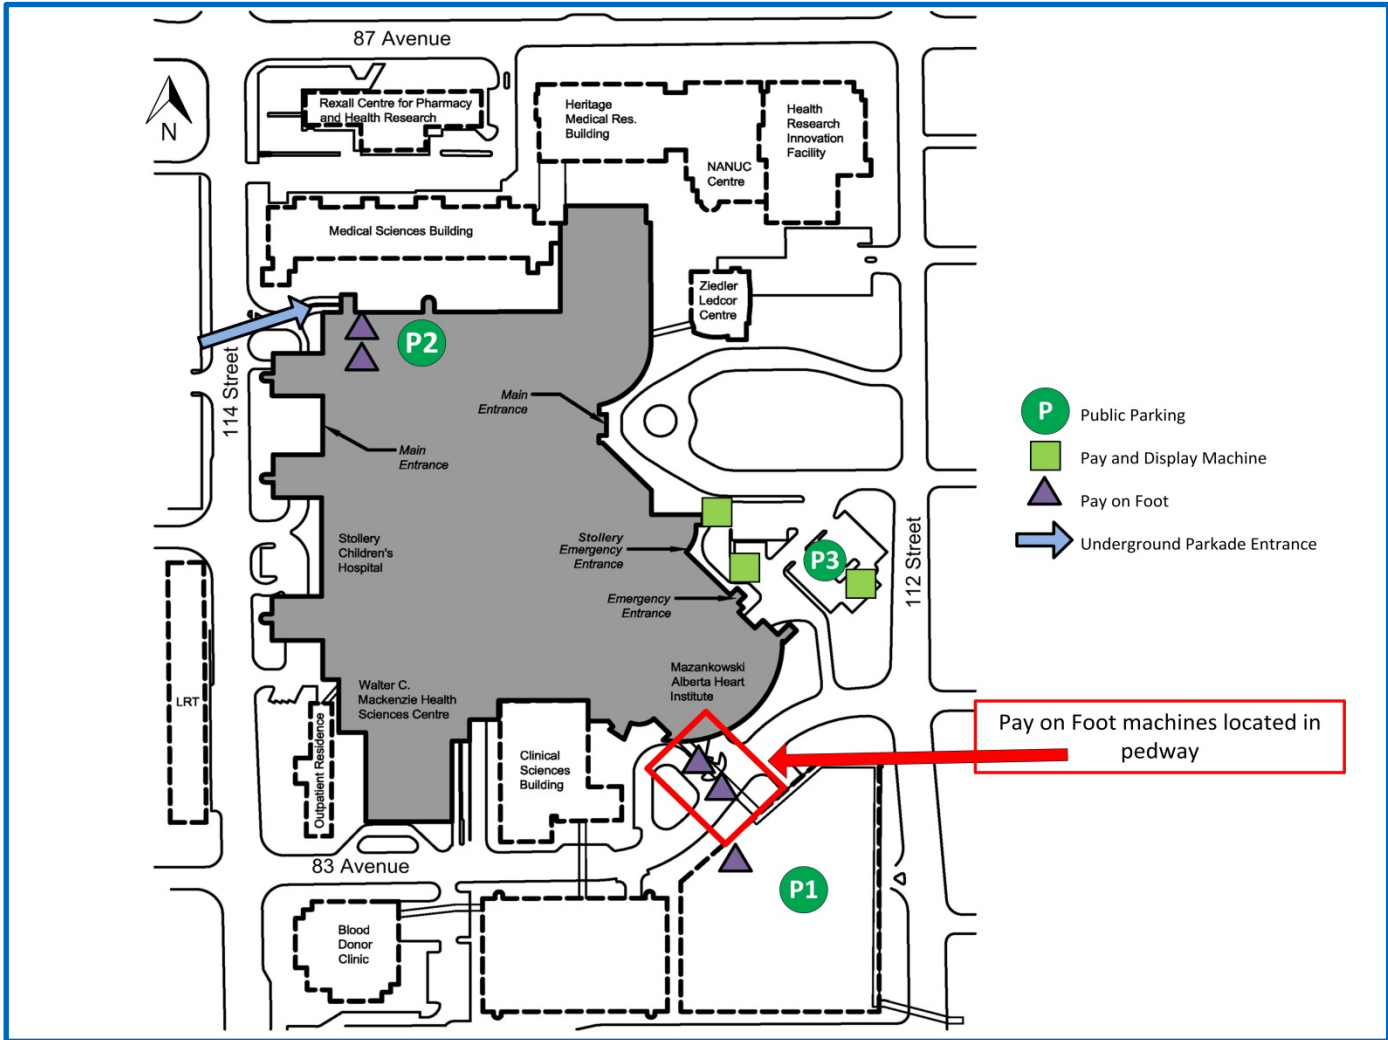 87 Avenue
N
Rexall Centre for Pharmacy
and Health Research
Heritage
Medical Res.
Building
Health
Research
Innovation
Facility
NANUC
Centre
Medical Sciences Building
Ziedler
Ledcor
Centre
P2
114 Street
Main
Entrance
Main
Entrance
P
Public Parking
Pay and Display Machine
Pay on Foot
Underground Parkade Entrance
Stollery
Children's
Hospital
Stollery
Emergency
Entrance
P3
112 Street
Emergency
Entrance
Mazankowski
Alberta Heart
Institute
LRT
Walter C.
Mackenzie Health
Sciences Centre
Outpatient Residence
Clinical
Sciences
Building
Pay on Foot machines located in
pedway
83 Avenue
P1
Blood
Donor
Clinic